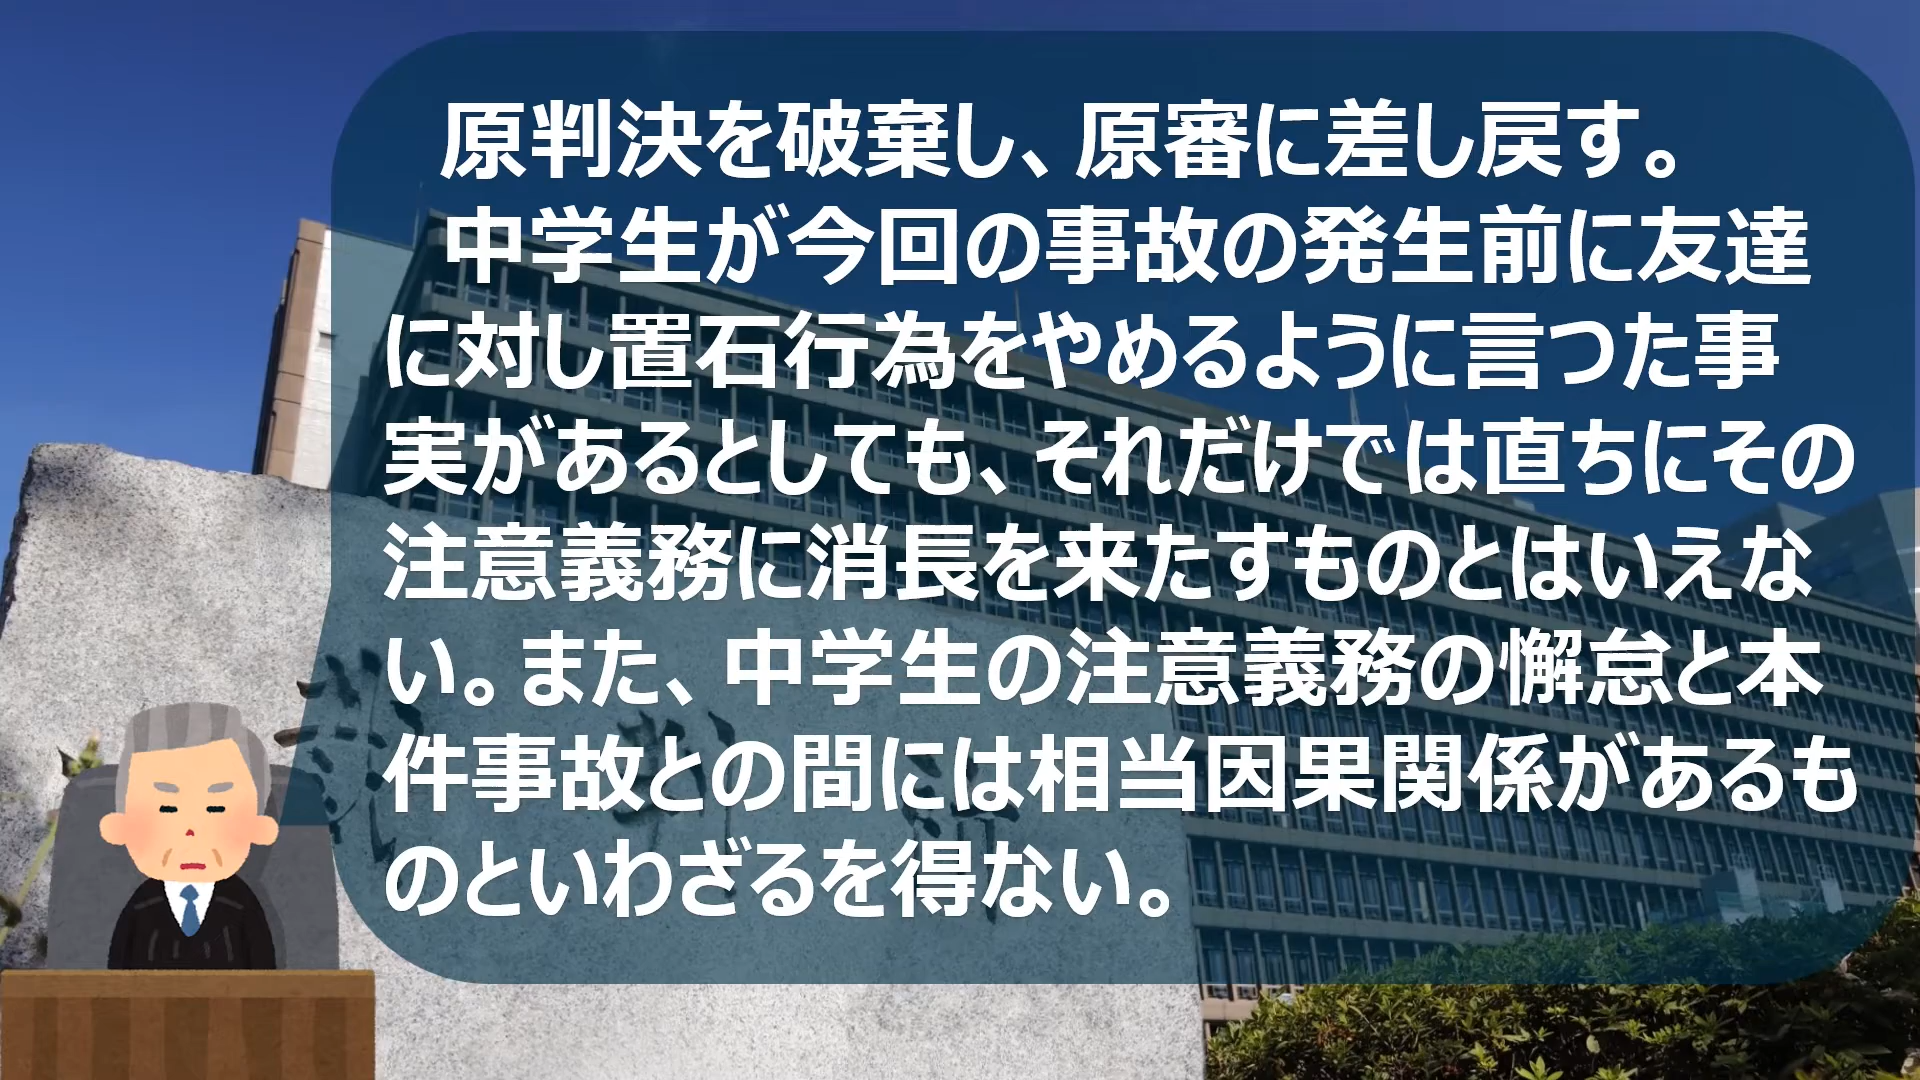 原判決を破棄し、原審に差し戻す。
中学生が今回の事故の発生前に友達
に対し置石行為をやめるように言つた事
実があるとしても、それだけでは直ちにその
注意義務に消長を来たすものとはいえな
い。また、中学生の注意義務の懈怠と本
件事故との間には相当因果関係があるも
のといわざるを得ない。